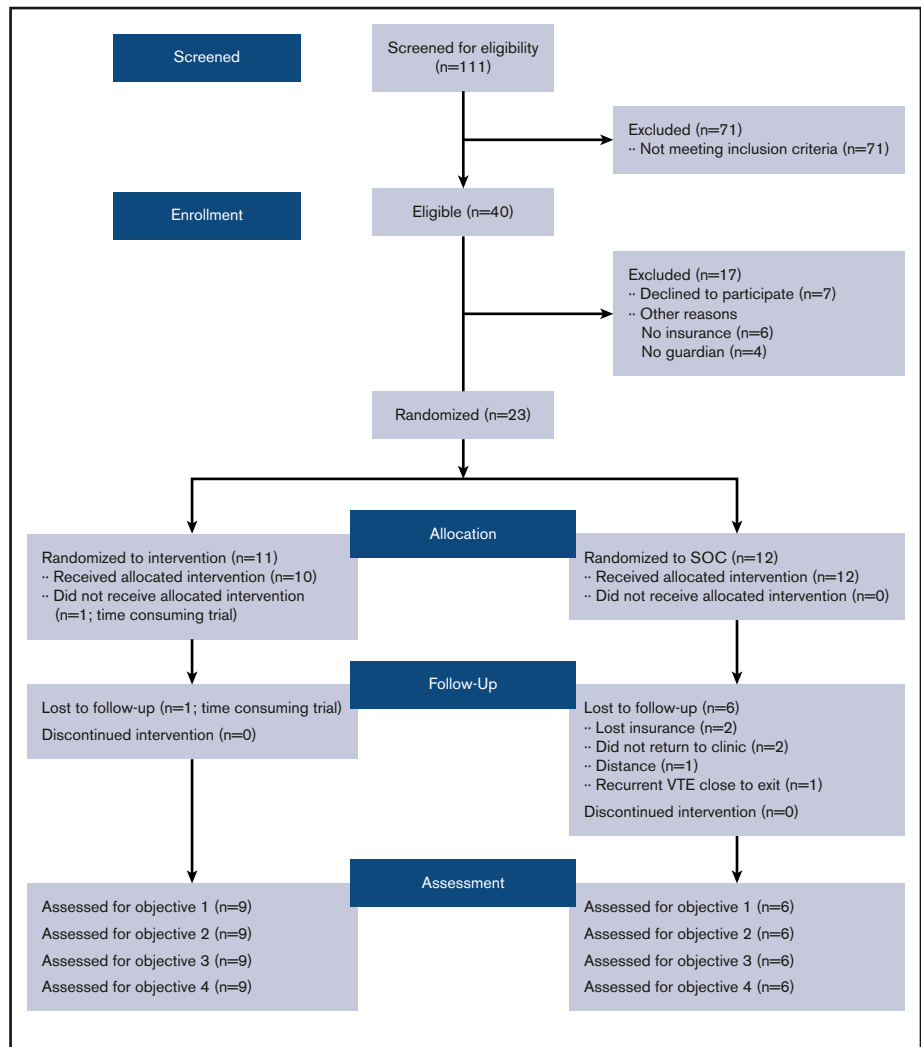 Screened
Screened for eligibility
(n=111)
Excluded (n=71)
·· Not meeting inclusion criteria (n=71)
Enrollment
Eligible (n=40)
Excluded (n=17)
·· Declined to participate (n=7)
·· Other reasons
No insurance (n=6)
No guardian (n=4)
Randomized (n=23)
Allocation
Randomized to intervention (n=11)
·· Received allocated intervention (n=10)
·· Did not receive allocated intervention
(n=1; time consuming trial)
Randomized to SOC (n=12)
·· Received allocated intervention (n=12)
·· Did not receive allocated intervention (n=0)
Follow-Up
Lost to follow-up (n=1; time consuming trial)
Discontinued intervention (n=0)
Lost to follow-up (n=6)
·· Lost insurance (n=2)
·· Did not return to clinic (n=2)
·· Distance (n=1)
·· Recurrent VTE close to exit (n=1)
Discontinued intervention (n=0)
Assessment
Assessed for objective 1 (n=9)
Assessed for objective 2 (n=9)
Assessed for objective 3 (n=9)
Assessed for objective 4 (n=9)
Assessed for objective 1 (n=6)
Assessed for objective 2 (n=6)
Assessed for objective 3 (n=6)
Assessed for objective 4 (n=6)